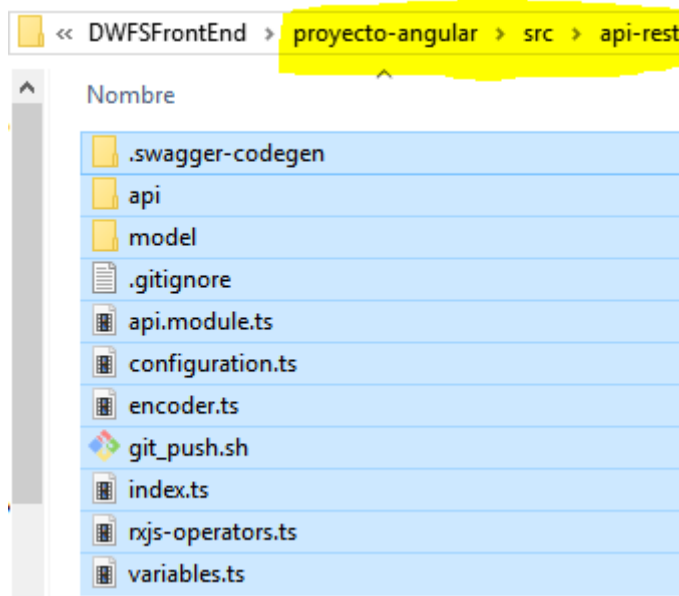 « DWFSFrontEnd > proyecto-angular > src > api-rest
Nombre
.swagger-codegen
api
model
.gitignore
api.module.ts
configuration.ts
encoder.ts
git_push.sh
index.ts
rxjs-operators.ts
variables.ts